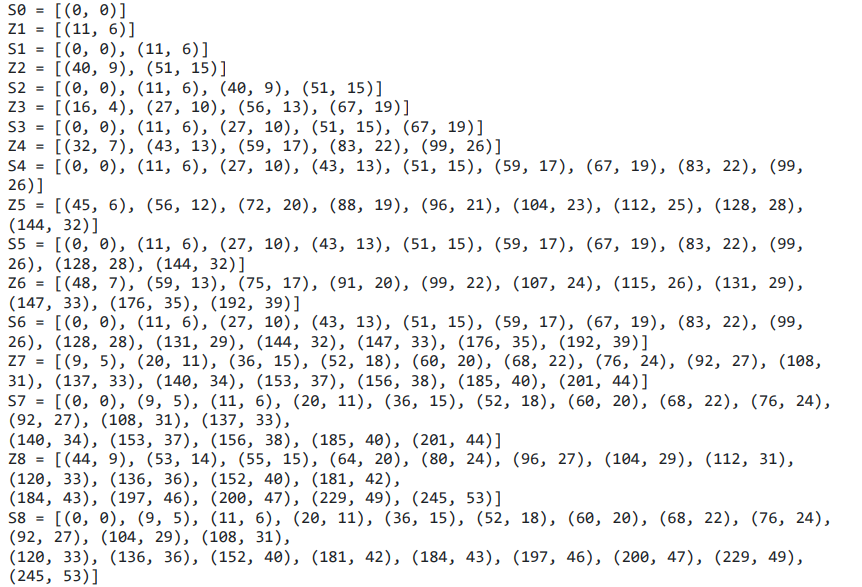 S0 = [(0, 0)]
Z1 = [(11, 6)]
S1 = [(0, 0), (11, 6)]
Z2 = [(40, 9), (51, 15)]
S2 = [(0, 0), (11, 6), (40, 9), (51, 15)]
Z3 = [(16, 4), (27, 10), (56, 13), (67, 19)]
S3 = [(0, 0), (11, 6), (27, 10), (51, 15), (67, 19)]
Z4 = [(32, 7), (43, 13), (59, 17), (83, 22), (99, 26)]
S4 = [(0, 0), (11, 6), (27, 10), (43, 13), (51, 15), (59, 17), (67, 19), (83, 22), (99,
26)]
Z5 = [(45, 6), (56, 12), (72, 20), (88, 19), (96, 21), (104, 23), (112, 25), (128, 28),
(144, 32)]
S5 = [(0, 0), (11, 6), (27, 10), (43, 13), (51, 15), (59, 17), (67, 19), (83, 22), (99,
26), (128, 28), (144, 32)]
Z6 = [(48, 7), (59, 13), (75, 17), (91, 20), (99, 22), (107, 24), (115, 26), (131, 29),
(147, 33), (176, 35), (192, 39)]
S6 = [(0, 0), (11, 6), (27, 10), (43, 13), (51, 15), (59, 17), (67, 19), (83, 22), (99,
26), (128, 28), (131, 29), (144, 32), (147, 33), (176, 35), (192, 39)]
Z7 = [(9, 5), (20, 11), (36, 15), (52, 18), (60, 20), (68, 22), (76, 24), (92, 27), (108,
31), (137, 33), (140, 34), (153, 37), (156, 38), (185, 40), (201, 44)]
S7 = [(0, 0), (9, 5), (11, 6), (20, 11), (36, 15), (52, 18), (60, 20), (68, 22), (76, 24),
(92, 27), (108, 31), (137, 33),
(140, 34), (153, 37), (156, 38), (185, 40), (201, 44)]
Z8 = [(44, 9), (53, 14), (55, 15), (64, 20), (80, 24), (96, 27), (104, 29), (112, 31),
(120, 33), (136, 36), (152, 40), (181, 42),
(184, 43), (197, 46), (200, 47), (229, 49), (245, 53)]
S8 = [(0, 0), (9, 5), (11, 6), (20, 11), (36, 15), (52, 18), (60, 20), (68, 22), (76, 24),
(92, 27), (104, 29), (108, 31),
(120, 33), (136, 36), (152, 40), (181, 42), (184, 43), (197, 46), (200, 47), (229, 49),
(245, 53)]